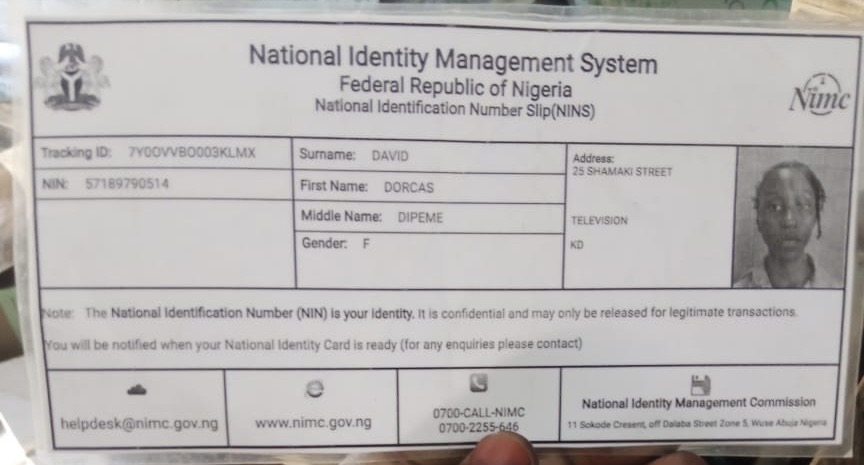 National Identity Management System
Federal Republic of Nigeria
National Identification Number Slip(NINS)
Nimc
Tracking ID: 7Y0OVVBO003KLMX
Surname: DAVID
Address:
25 SHAMAKI STREET
NIN: 57189790514
First Name: DORCAS
Middle Name: DIPEME
TELEVISION
Gender: F
KD
Note: The National Identification Number (NIN) is your identity. It is confidential and may only be released for legitimate transactions.
You will be notified when your National Identity Card is ready (for any enquiries please contact)
helpdesk@nimc.gov.ng
www.nimc.gov.ng
0700-CALL-NIMC
0700-2255-646
National Identity Management Commission
11 Sokode Cresent, off Dalaba Street Zone 5, Wuse Abuja Nigeria